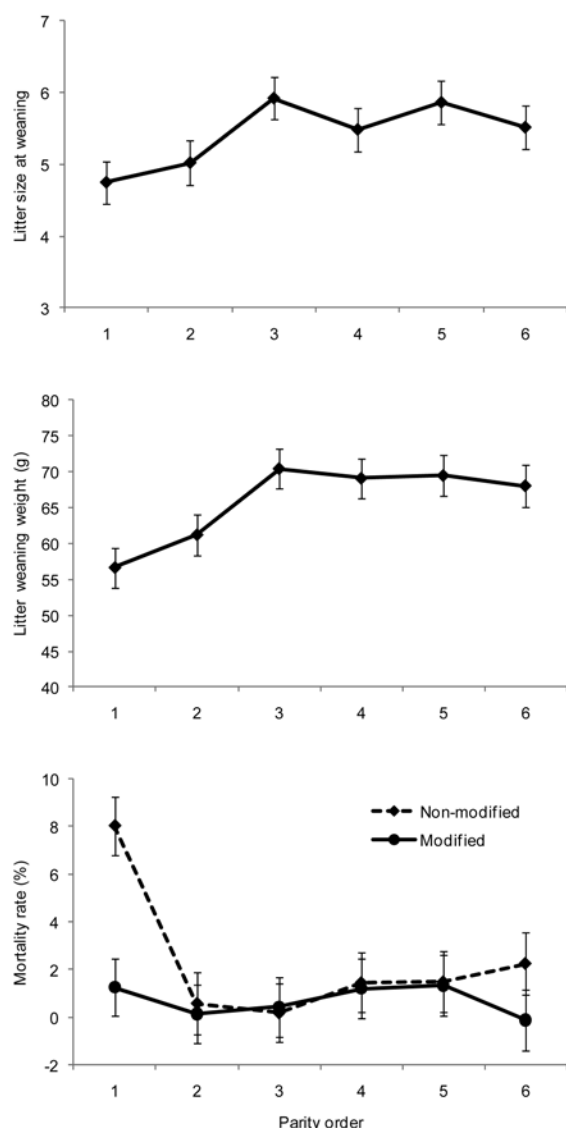 Litter size at weaning
7
6
5
4
3
1 2 3 4 5 6
Litter weaning weight (g)
80
75
70
65
60
55
50
45
40
1 2 3 4 5 6
Mortality rate (%)
10
8
6
4
2
0
-2
Non-modified
Modified
1 2 3 4 5 6
Parity order